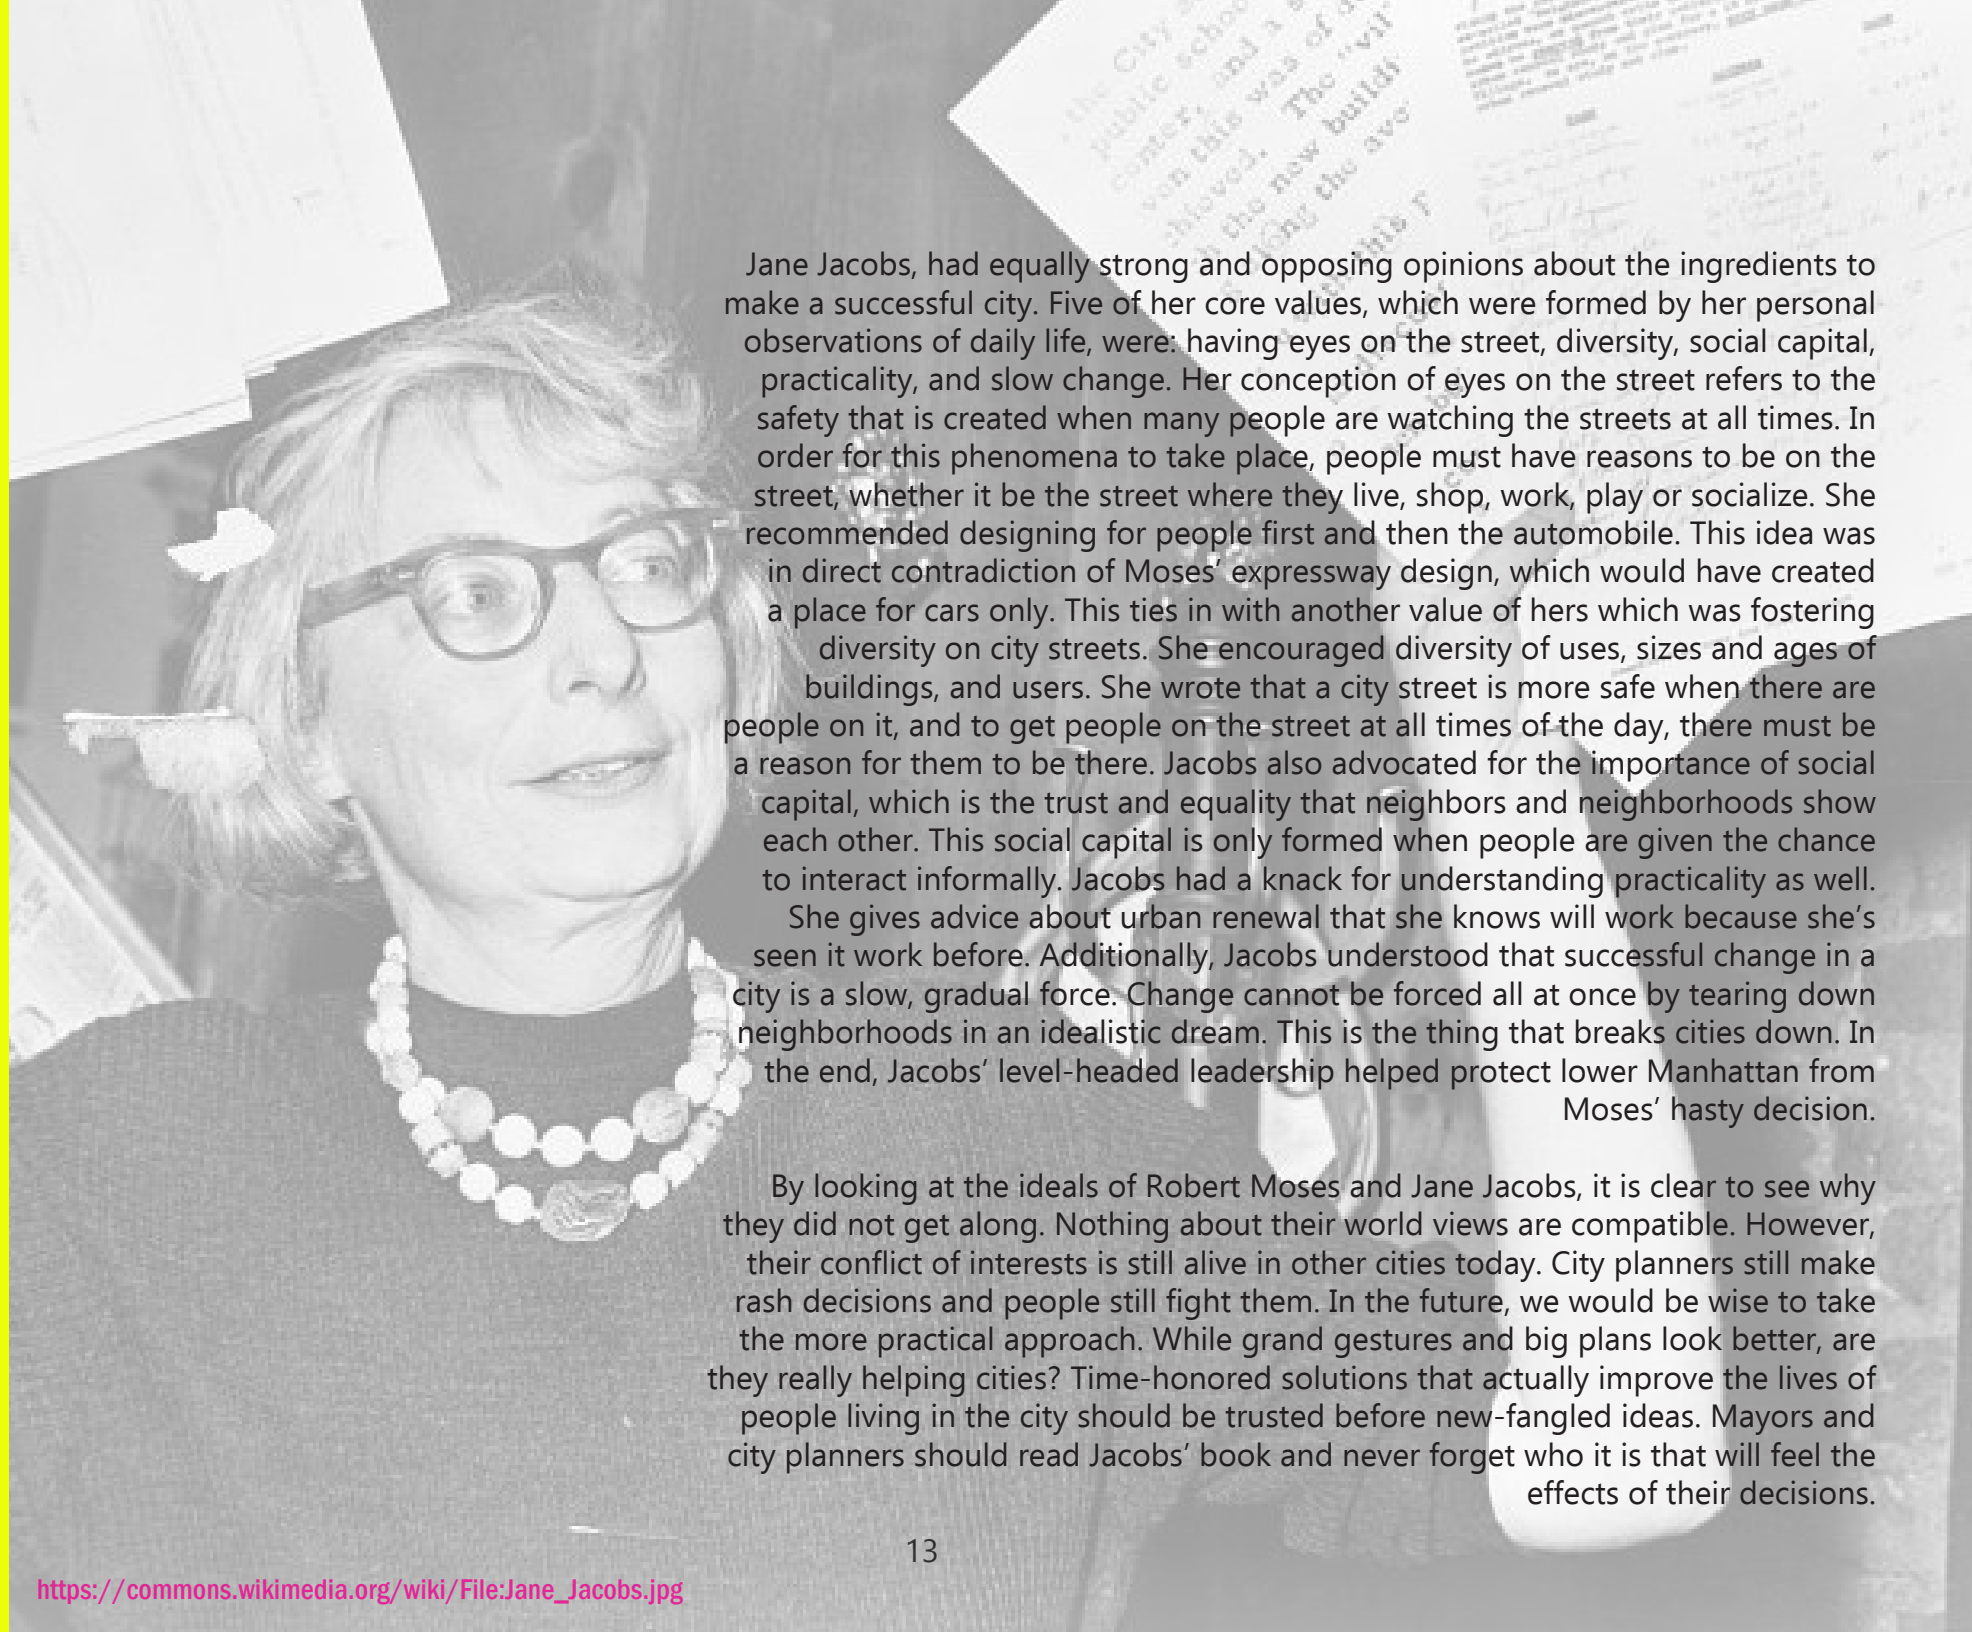 the City
public schoo
center, and a s
von this was of d
chieved. The "vil
h the new buildi
along the ave
with this r
Jane Jacobs, had equally strong and opposing opinions about the ingredients to
make a successful city. Five of her core values, which were formed by her personal
observations of daily life, were: having eyes on the street, diversity, social capital,
practicality, and slow change. Her conception of eyes on the street refers to the
safety that is created when many people are watching the streets at all times. In
order for this phenomena to take place, people must have reasons to be on the
street, whether it be the street where they live, shop, work, play or socialize. She
recommended designing for people first and then the automobile. This idea was
in direct contradiction of Moses’ expressway design, which would have created
a place for cars only. This ties in with another value of hers which was fostering
diversity on city streets. She encouraged diversity of uses, sizes and ages of
buildings, and users. She wrote that a city street is more safe when there are
people on it, and to get people on the street at all times of the day, there must be
a reason for them to be there. Jacobs also advocated for the importance of social
capital, which is the trust and equality that neighbors and neighborhoods show
each other. This social capital is only formed when people are given the chance
to interact informally. Jacobs had a knack for understanding practicality as well.
She gives advice about urban renewal that she knows will work because she’s
seen it work before. Additionally, Jacobs understood that successful change in a
city is a slow, gradual force. Change cannot be forced all at once by tearing down
neighborhoods in an idealistic dream. This is the thing that breaks cities down. In
the end, Jacobs’ level-headed leadership helped protect lower Manhattan from
Moses’ hasty decision.
By looking at the ideals of Robert Moses and Jane Jacobs, it is clear to see why
they did not get along. Nothing about their world views are compatible. However,
their conflict of interests is still alive in other cities today. City planners still make
rash decisions and people still fight them. In the future, we would be wise to take
the more practical approach. While grand gestures and big plans look better, are
they really helping cities? Time-honored solutions that actually improve the lives of
people living in the city should be trusted before new-fangled ideas. Mayors and
city planners should read Jacobs’ book and never forget who it is that will feel the
effects of their decisions.
13
https://commons.wikimedia.org/wiki/File:Jane_Jacobs.jpg